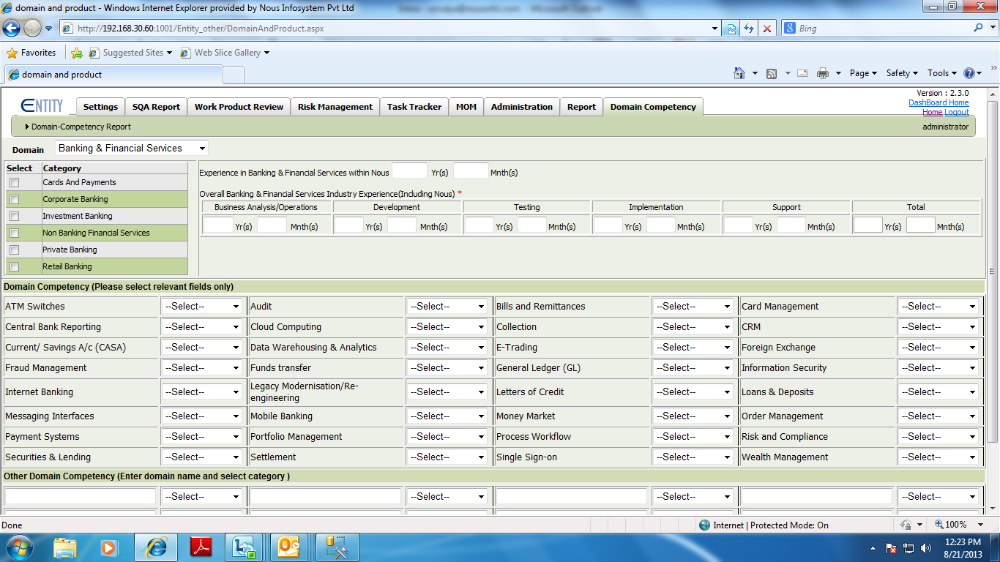 domain and product - Windows Internet Explorer provided by Nous Infosystem Pvt Ltd
http://192.168.30.60:1001/Entity_other/DomainAndProduct.aspx
Bing
Favorites Suggested Sites Web Slice Gallery
domain and product
Page Safety Tools
ENTITY
Settings SQA Report Work Product Review Risk Management Task Tracker MOM Administration Report Domain Competency
Version : 2.3.0
DashBoard Home
Home Logout
Domain-Competency Report administrator
Domain Banking & Financial Services
Select Category
Cards And Payments
Corporate Banking
Investment Banking
Non Banking Financial Services
Private Banking
Retail Banking
Experience in Banking & Financial Services within Nous Yr(s) Mnth(s)
Overall Banking & Financial Services Industry Experience(Including Nous) *
Business Analysis/Operations Development Testing Implementation Support Total
Yr(s) Mnth(s) Yr(s) Mnth(s) Yr(s) Mnth(s) Yr(s) Mnth(s) Yr(s) Mnth(s) Yr(s) Mnth(s)
Domain Competency (Please select relevant fields only)
ATM Switches --Select-- Audit --Select-- Bills and Remittances --Select-- Card Management --Select--
Central Bank Reporting --Select-- Cloud Computing --Select-- Collection --Select-- CRM --Select--
Current/ Savings A/c (CASA) --Select-- Data Warehousing & Analytics --Select-- E-Trading --Select-- Foreign Exchange --Select--
Fraud Management --Select-- Funds transfer --Select-- General Ledger (GL) --Select-- Information Security --Select--
Internet Banking --Select-- Legacy Modernisation/Re-
engineering --Select-- Letters of Credit --Select-- Loans & Deposits --Select--
Messaging Interfaces --Select-- Mobile Banking --Select-- Money Market --Select-- Order Management --Select--
Payment Systems --Select-- Portfolio Management --Select-- Process Workflow --Select-- Risk and Compliance --Select--
Securities & Lending --Select-- Settlement --Select-- Single Sign-on --Select-- Wealth Management --Select--
Other Domain Competency (Enter domain name and select category )
--Select-- --Select-- --Select-- --Select--
Done Internet | Protected Mode: On 100%
12:23 PM
8/21/2013